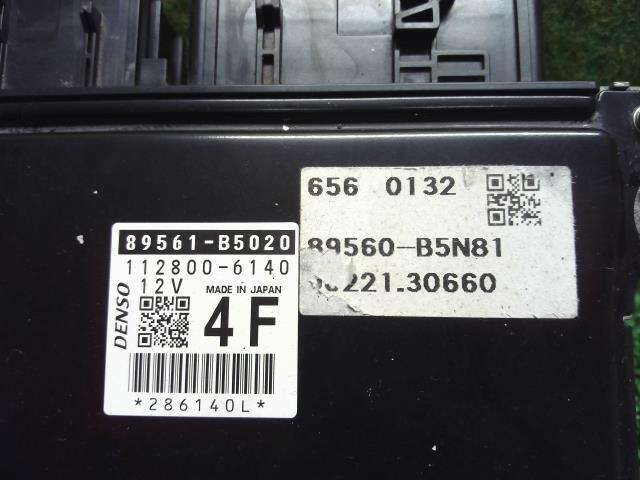 656 0132
89560-B5N81
221.30660
89561-B5020
112800-6140
12V MADE IN JAPAN
DENSO
4F
*286140L*